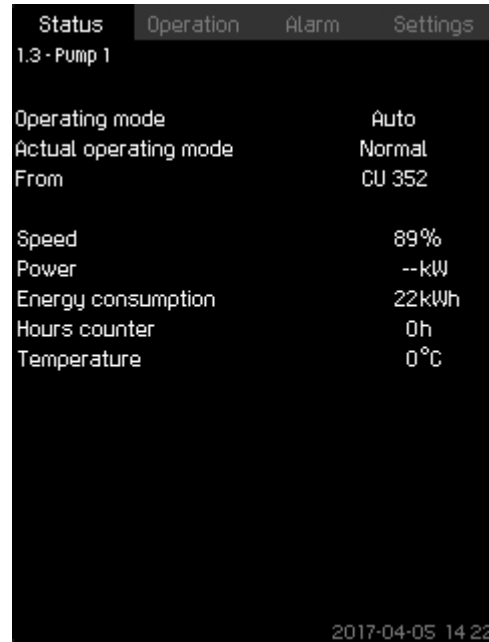 Status Operation Alarm Settings
1.3 - Pump 1
Operating mode Auto
Actual operating mode Normal
From CU 352
Speed 89%
Power --kW
Energy consumption 22kWh
Hours counter 0h
Temperature 0°C
2017-04-05 14:22